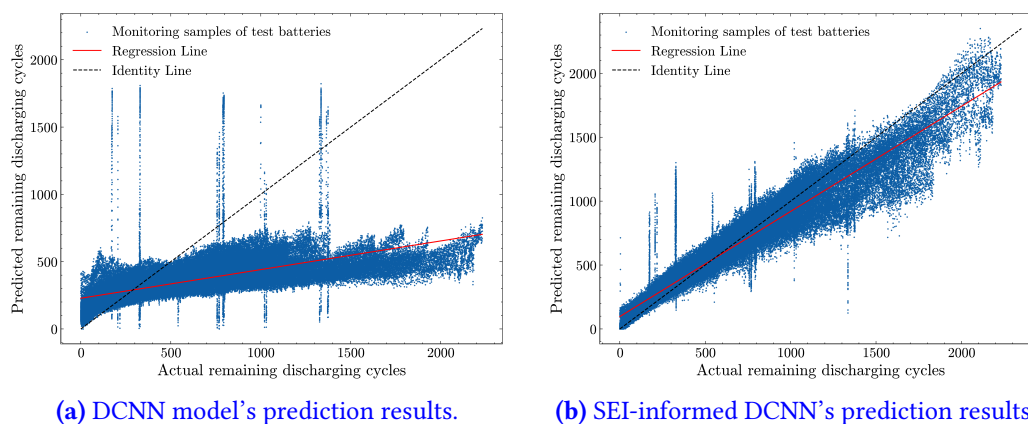 Monitoring samples of test batteries
Regression Line
Identity Line
Predicted remaining discharging cycles
2000
1500
1000
500
0
0 500 1000 1500 2000
Actual remaining discharging cycles
(a) DCNN model's prediction results.
Monitoring samples of test batteries
Regression Line
Identity Line
Predicted remaining discharging cycles
2000
1500
1000
500
0
0 500 1000 1500 2000
Actual remaining discharging cycles
(b) SEI-informed DCNN's prediction results